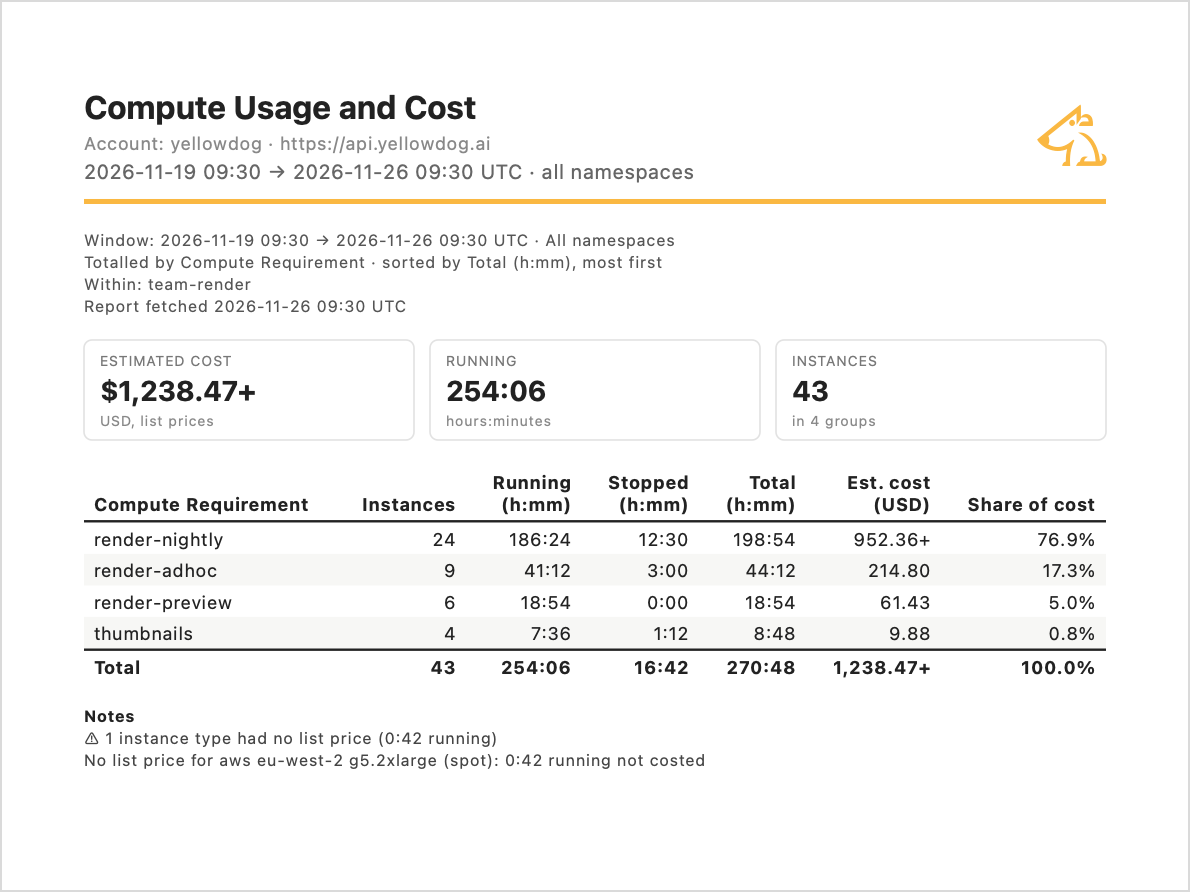 Compute Usage and Cost
Account: yellowdog · https://api.yellowdog.ai
2026-11-19 09:30 → 2026-11-26 09:30 UTC · all namespaces
Window: 2026-11-19 09:30 → 2026-11-26 09:30 UTC · All namespaces
Totalled by Compute Requirement · sorted by Total (h:mm), most first
Within: team-render
Report fetched 2026-11-26 09:30 UTC
ESTIMATED COST
$1,238.47+
USD, list prices
RUNNING
254:06
hours:minutes
INSTANCES
43
in 4 groups
Compute Requirement Instances Running (h:mm) Stopped (h:mm) Total (h:mm) Est. cost (USD) Share of cost
render-nightly 24 186:24 12:30 198:54 952.36+ 76.9%
render-adhoc 9 41:12 3:00 44:12 214.80 17.3%
render-preview 6 18:54 0:00 18:54 61.43 5.0%
thumbnails 4 7:36 1:12 8:48 9.88 0.8%
Total 43 254:06 16:42 270:48 1,238.47+ 100.0%
Notes
⚠ 1 instance type had no list price (0:42 running)
No list price for aws eu-west-2 g5.2xlarge (spot): 0:42 running not costed